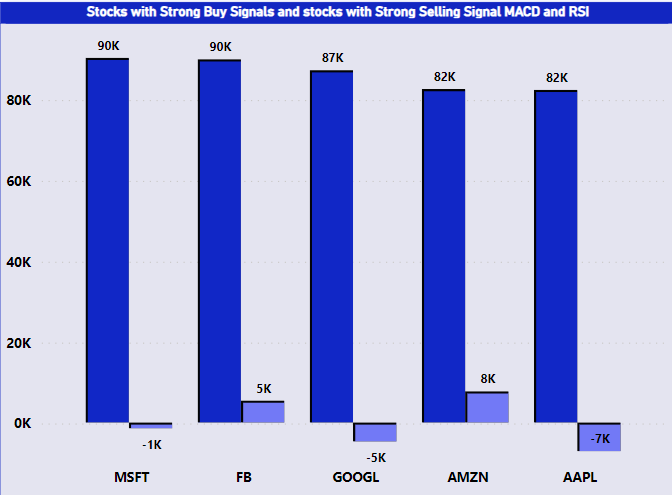 Stocks with Strong Buy Signals and stocks with Strong Selling Signal MACD and RSI
90K
90K
87K
82K
82K
80K
60K
40K
20K
0K
-1K
5K
-5K
8K
-7K
MSFT
FB
GOOGL
AMZN
AAPL